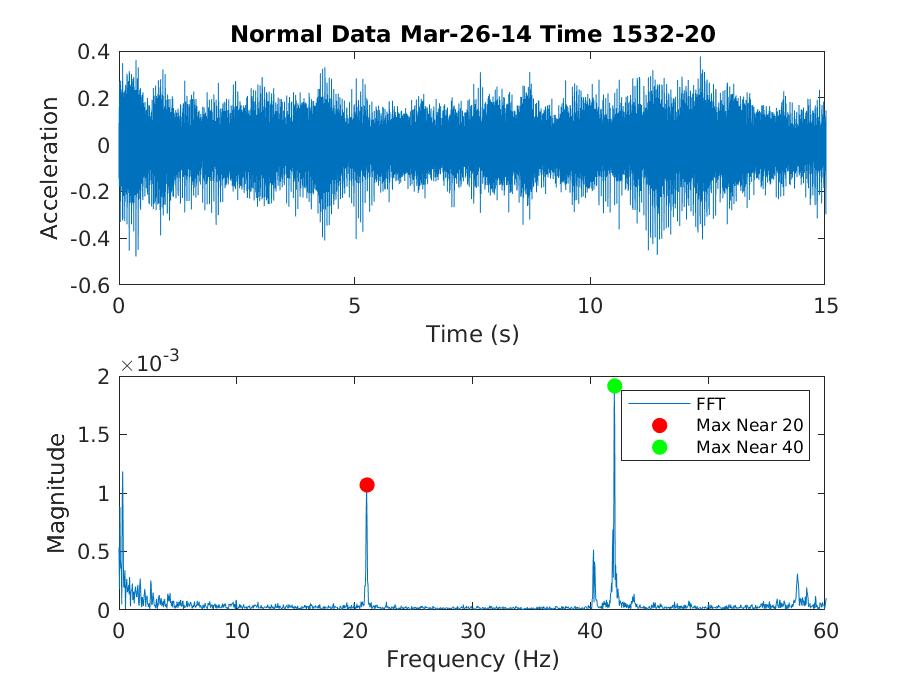 Normal Data Mar-26-14 Time 1532-20
0.4
0.2
0
-0.2
-0.4
-0.6
Acceleration
0
5
10
15
Time (s)
×10-3
2
1.5
1
0.5
0
Magnitude
FFT
Max Near 20
Max Near 40
0
10
20
30
40
50
60
Frequency (Hz)